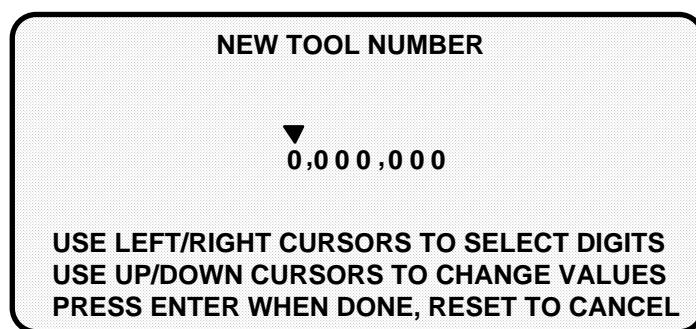 NEW TOOL NUMBER
0,000,000
USE LEFT/RIGHT CURSORS TO SELECT DIGITS
USE UP/DOWN CURSORS TO CHANGE VALUES
PRESS ENTER WHEN DONE, RESET TO CANCEL